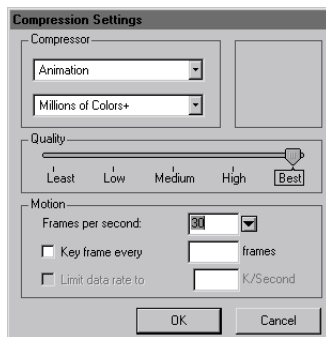 Compression Settings
Compressor
Animation
Millions of Colors+
Quality
Least Low Medium High Best
Motion
Frames per second: 30
Key frame every frames
Limit data rate to K/Second
OK Cancel